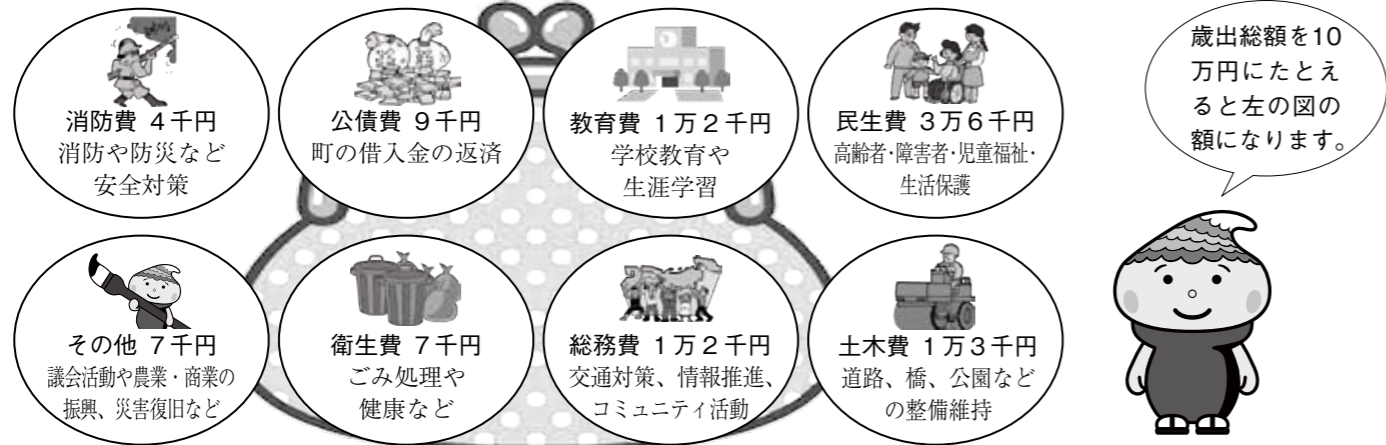 消防費 4千円
消防や防災など
安全対策
公債費 9千円
町の借入金の返済
教育費 1万2千円
学校教育や
生涯学習
民生費 3万6千円
高齢者・障害者・児童福祉・
生活保護
歳出総額を10
万円にたとえ
ると左の図の
額になります。
その他 7千円
議会活動や農業・商業の
振興、災害復旧など
衛生費 7千円
ごみ処理や
健康など
総務費 1万2千円
交通対策、情報推進、
コミュニティ活動
土木費 1万3千円
道路、橋、公園など
の整備維持